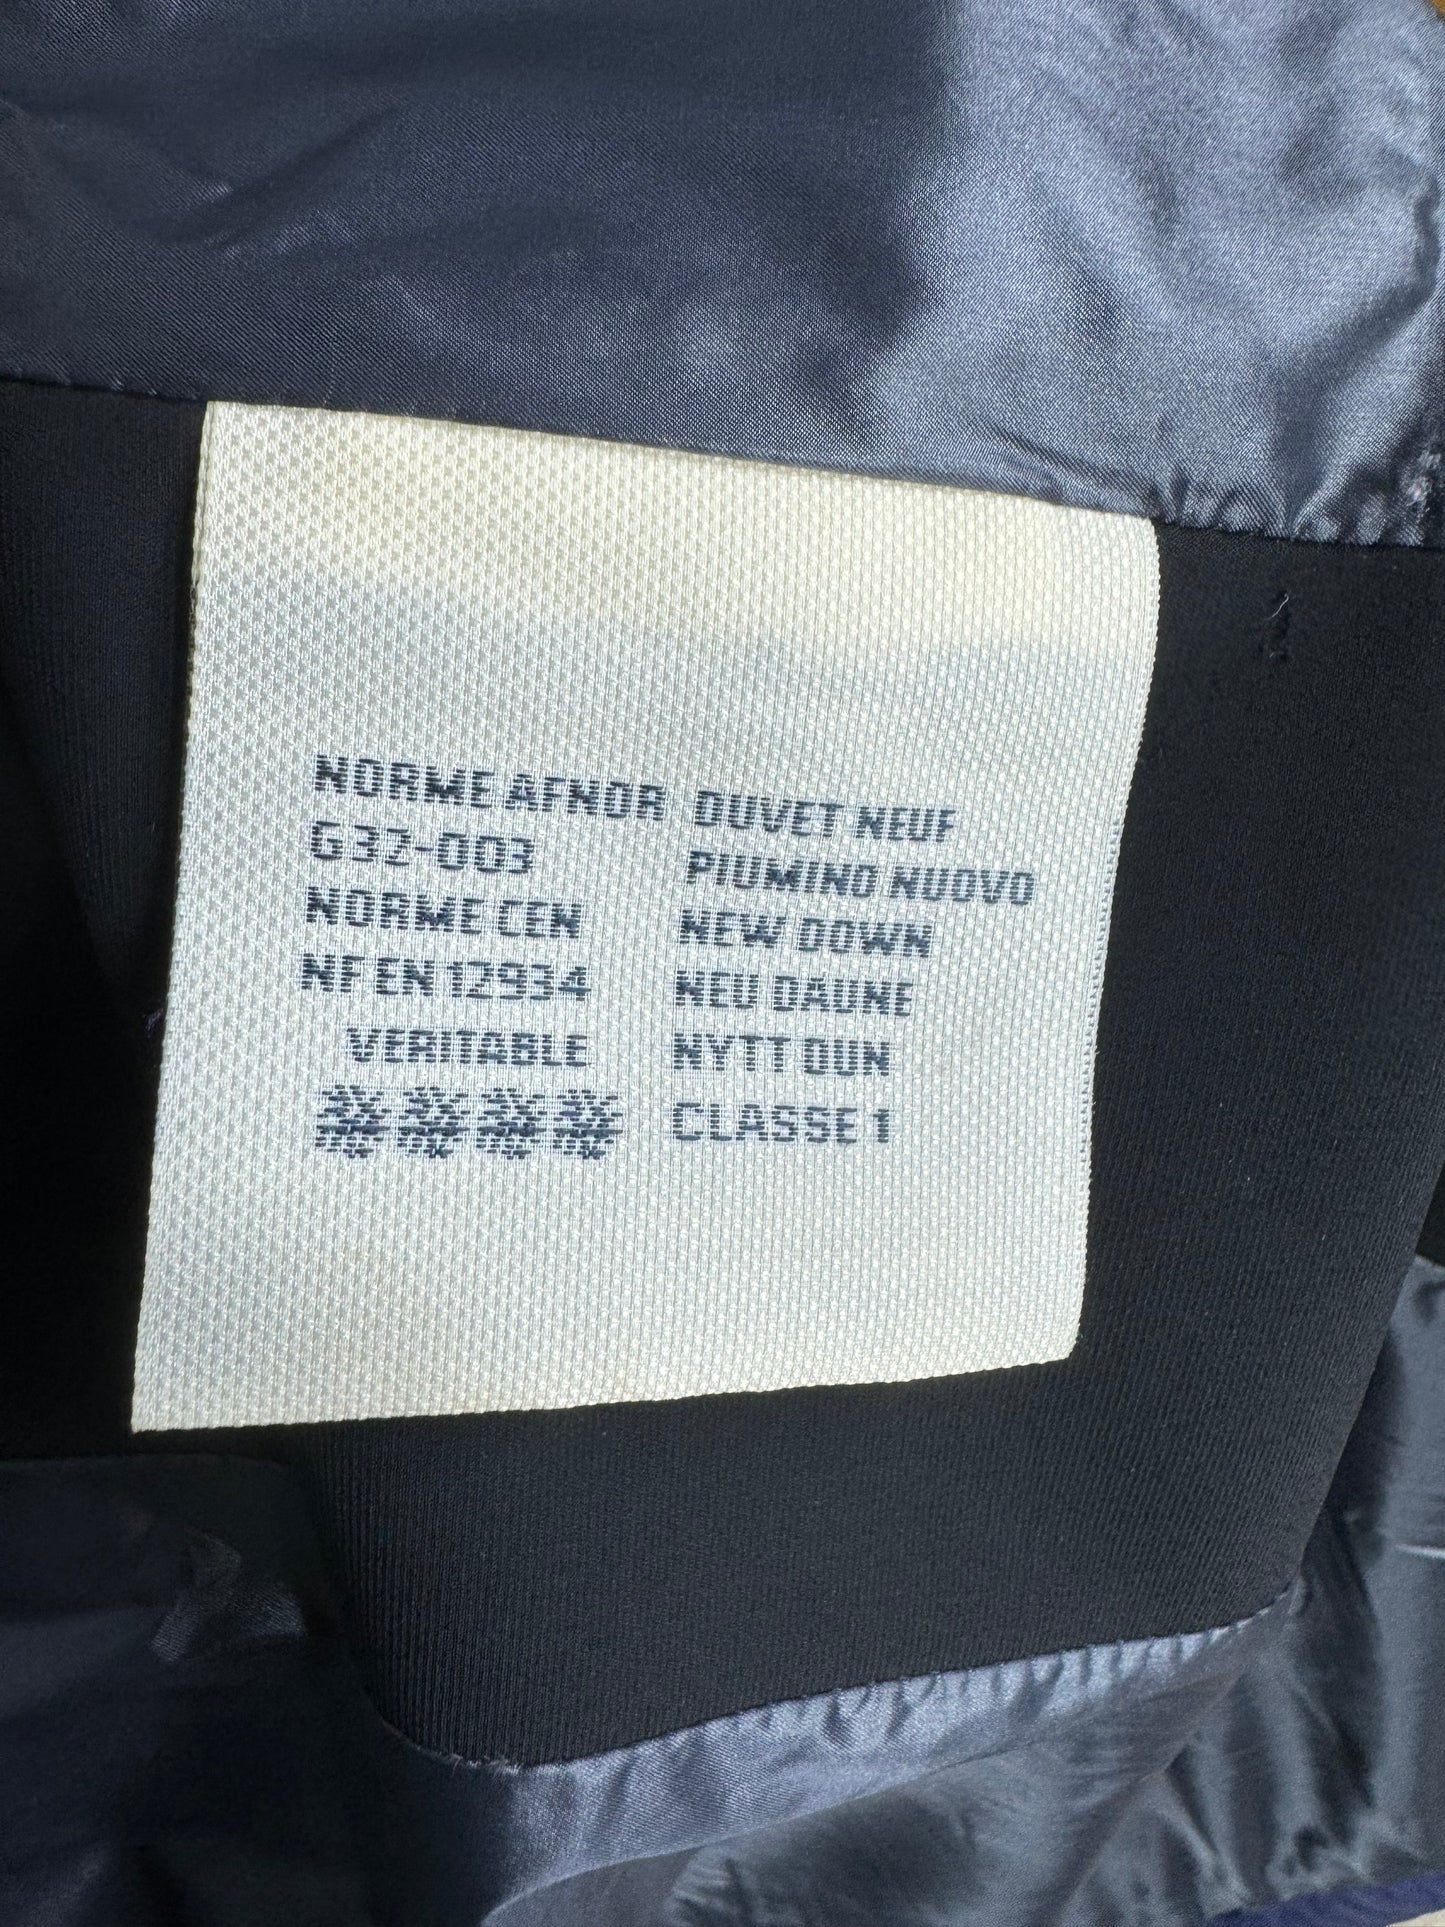 NORME AFNOR
G32-003
NORME CEN
NF EN 12934
VERITABLE
DUVET NEUF
PIUMINO NUOVO
NEW DOWN
NEU DAUNE
NYTT DUN
CLASSE 1